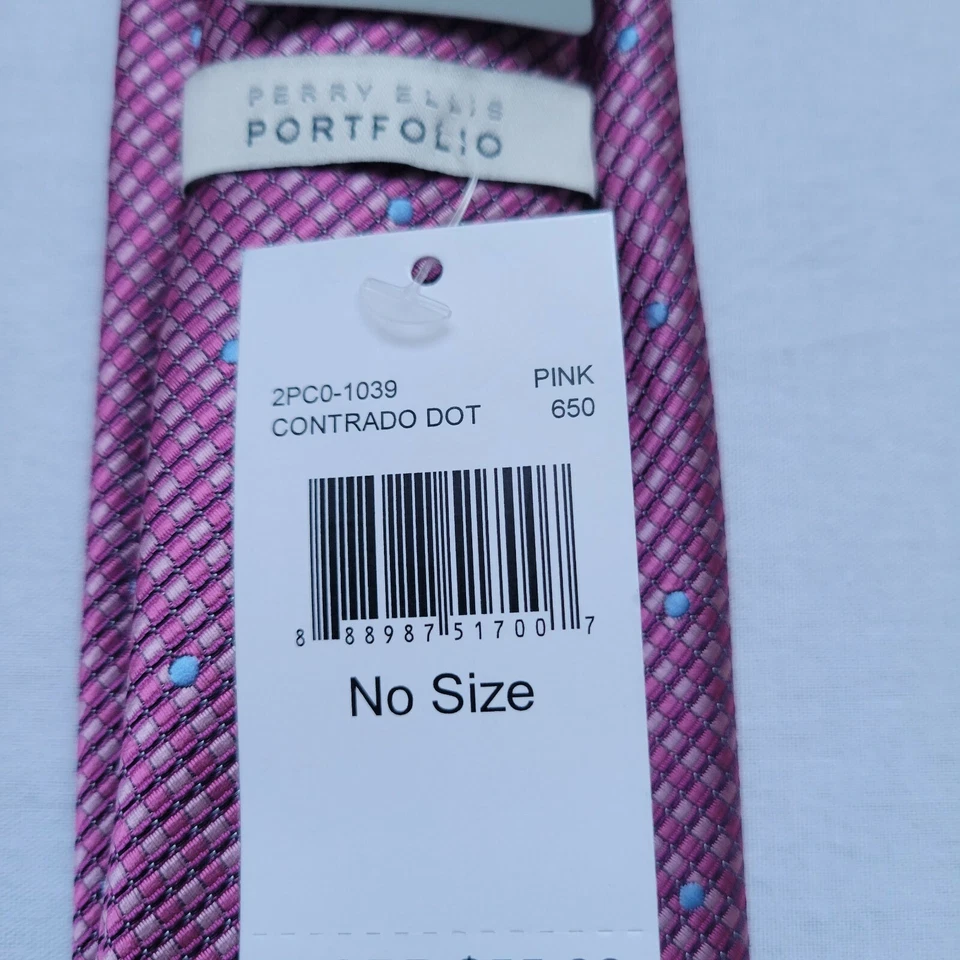 PERRY ELLIS
PORTFOLIO
2PC0-1039 PINK
CONTRADO DOT 650
8 88987 51700 7
No Size